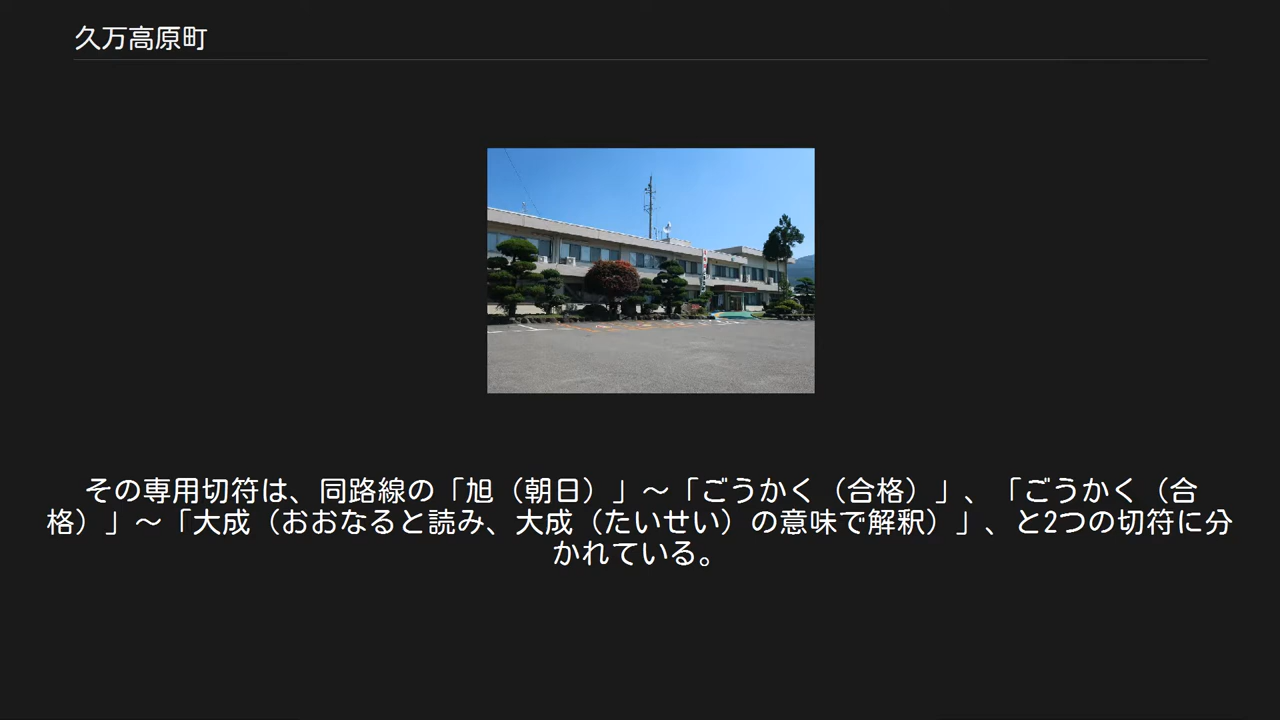 久万高原町
その専用切符は、同路線の「旭（朝日）」～「ごうかく（合格）」、「ごうかく（合
格）」～「大成（おおなると読み、大成（たいせい）の意味で解釈）」、と2つの切符に分
かれている。